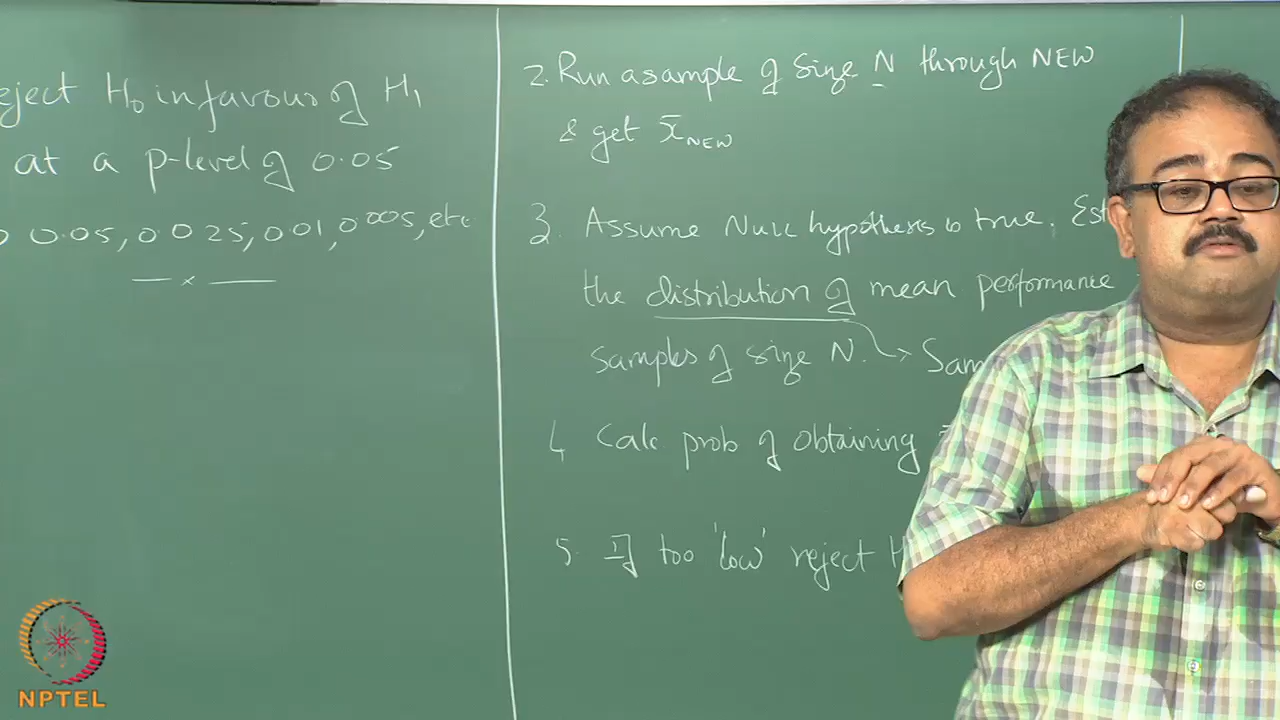 eject H₀ in favour of H₁
at a p-level of 0.05
0.05, 0.025, 0.01, 0.005, etc
2. Run a sample of size N through NEW
& get x̄ NEW
3. Assume Null hypothesis is true, Est
the distribution of mean performance
samples of size N. → Sam
4 Calc prob of obtaining
5. If too 'low' reject H
NPTEL